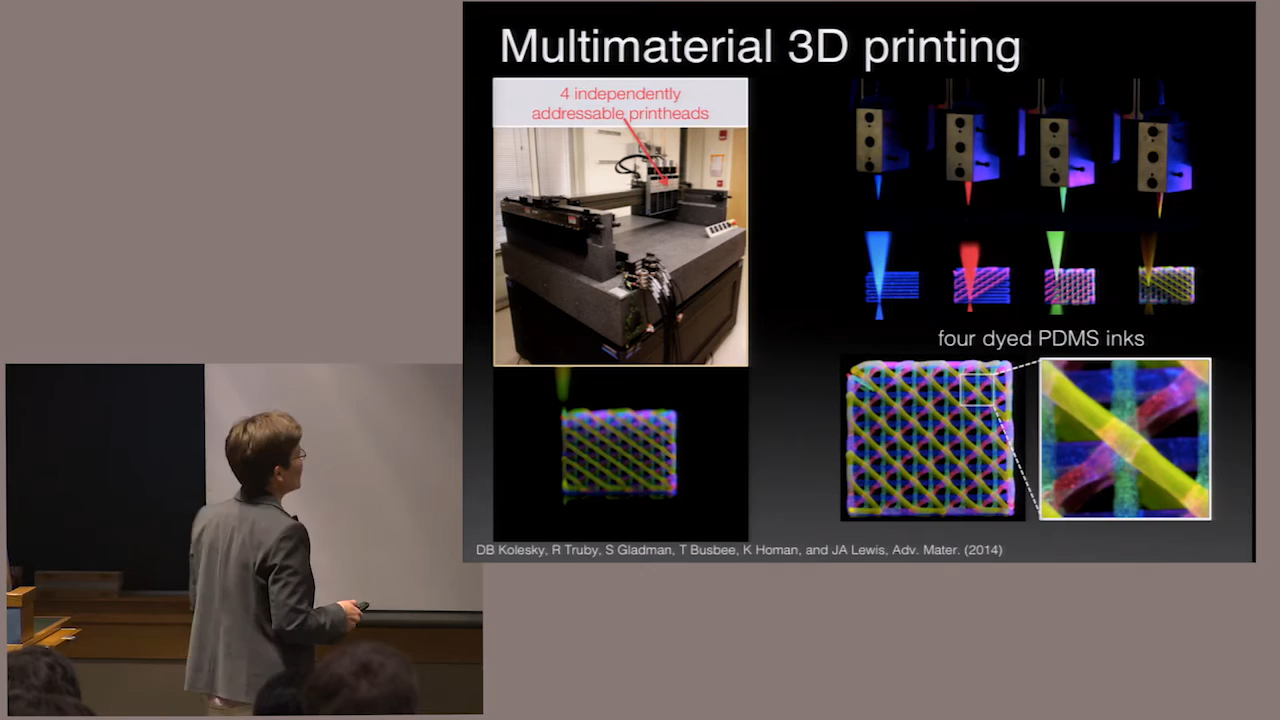 Multimaterial 3D printing
4 independently
addressable printheads
four dyed PDMS inks
DB Kolesky, R Truby, S Gladman, T Busbee, K Homan, and JA Lewis, Adv. Mater. (2014)